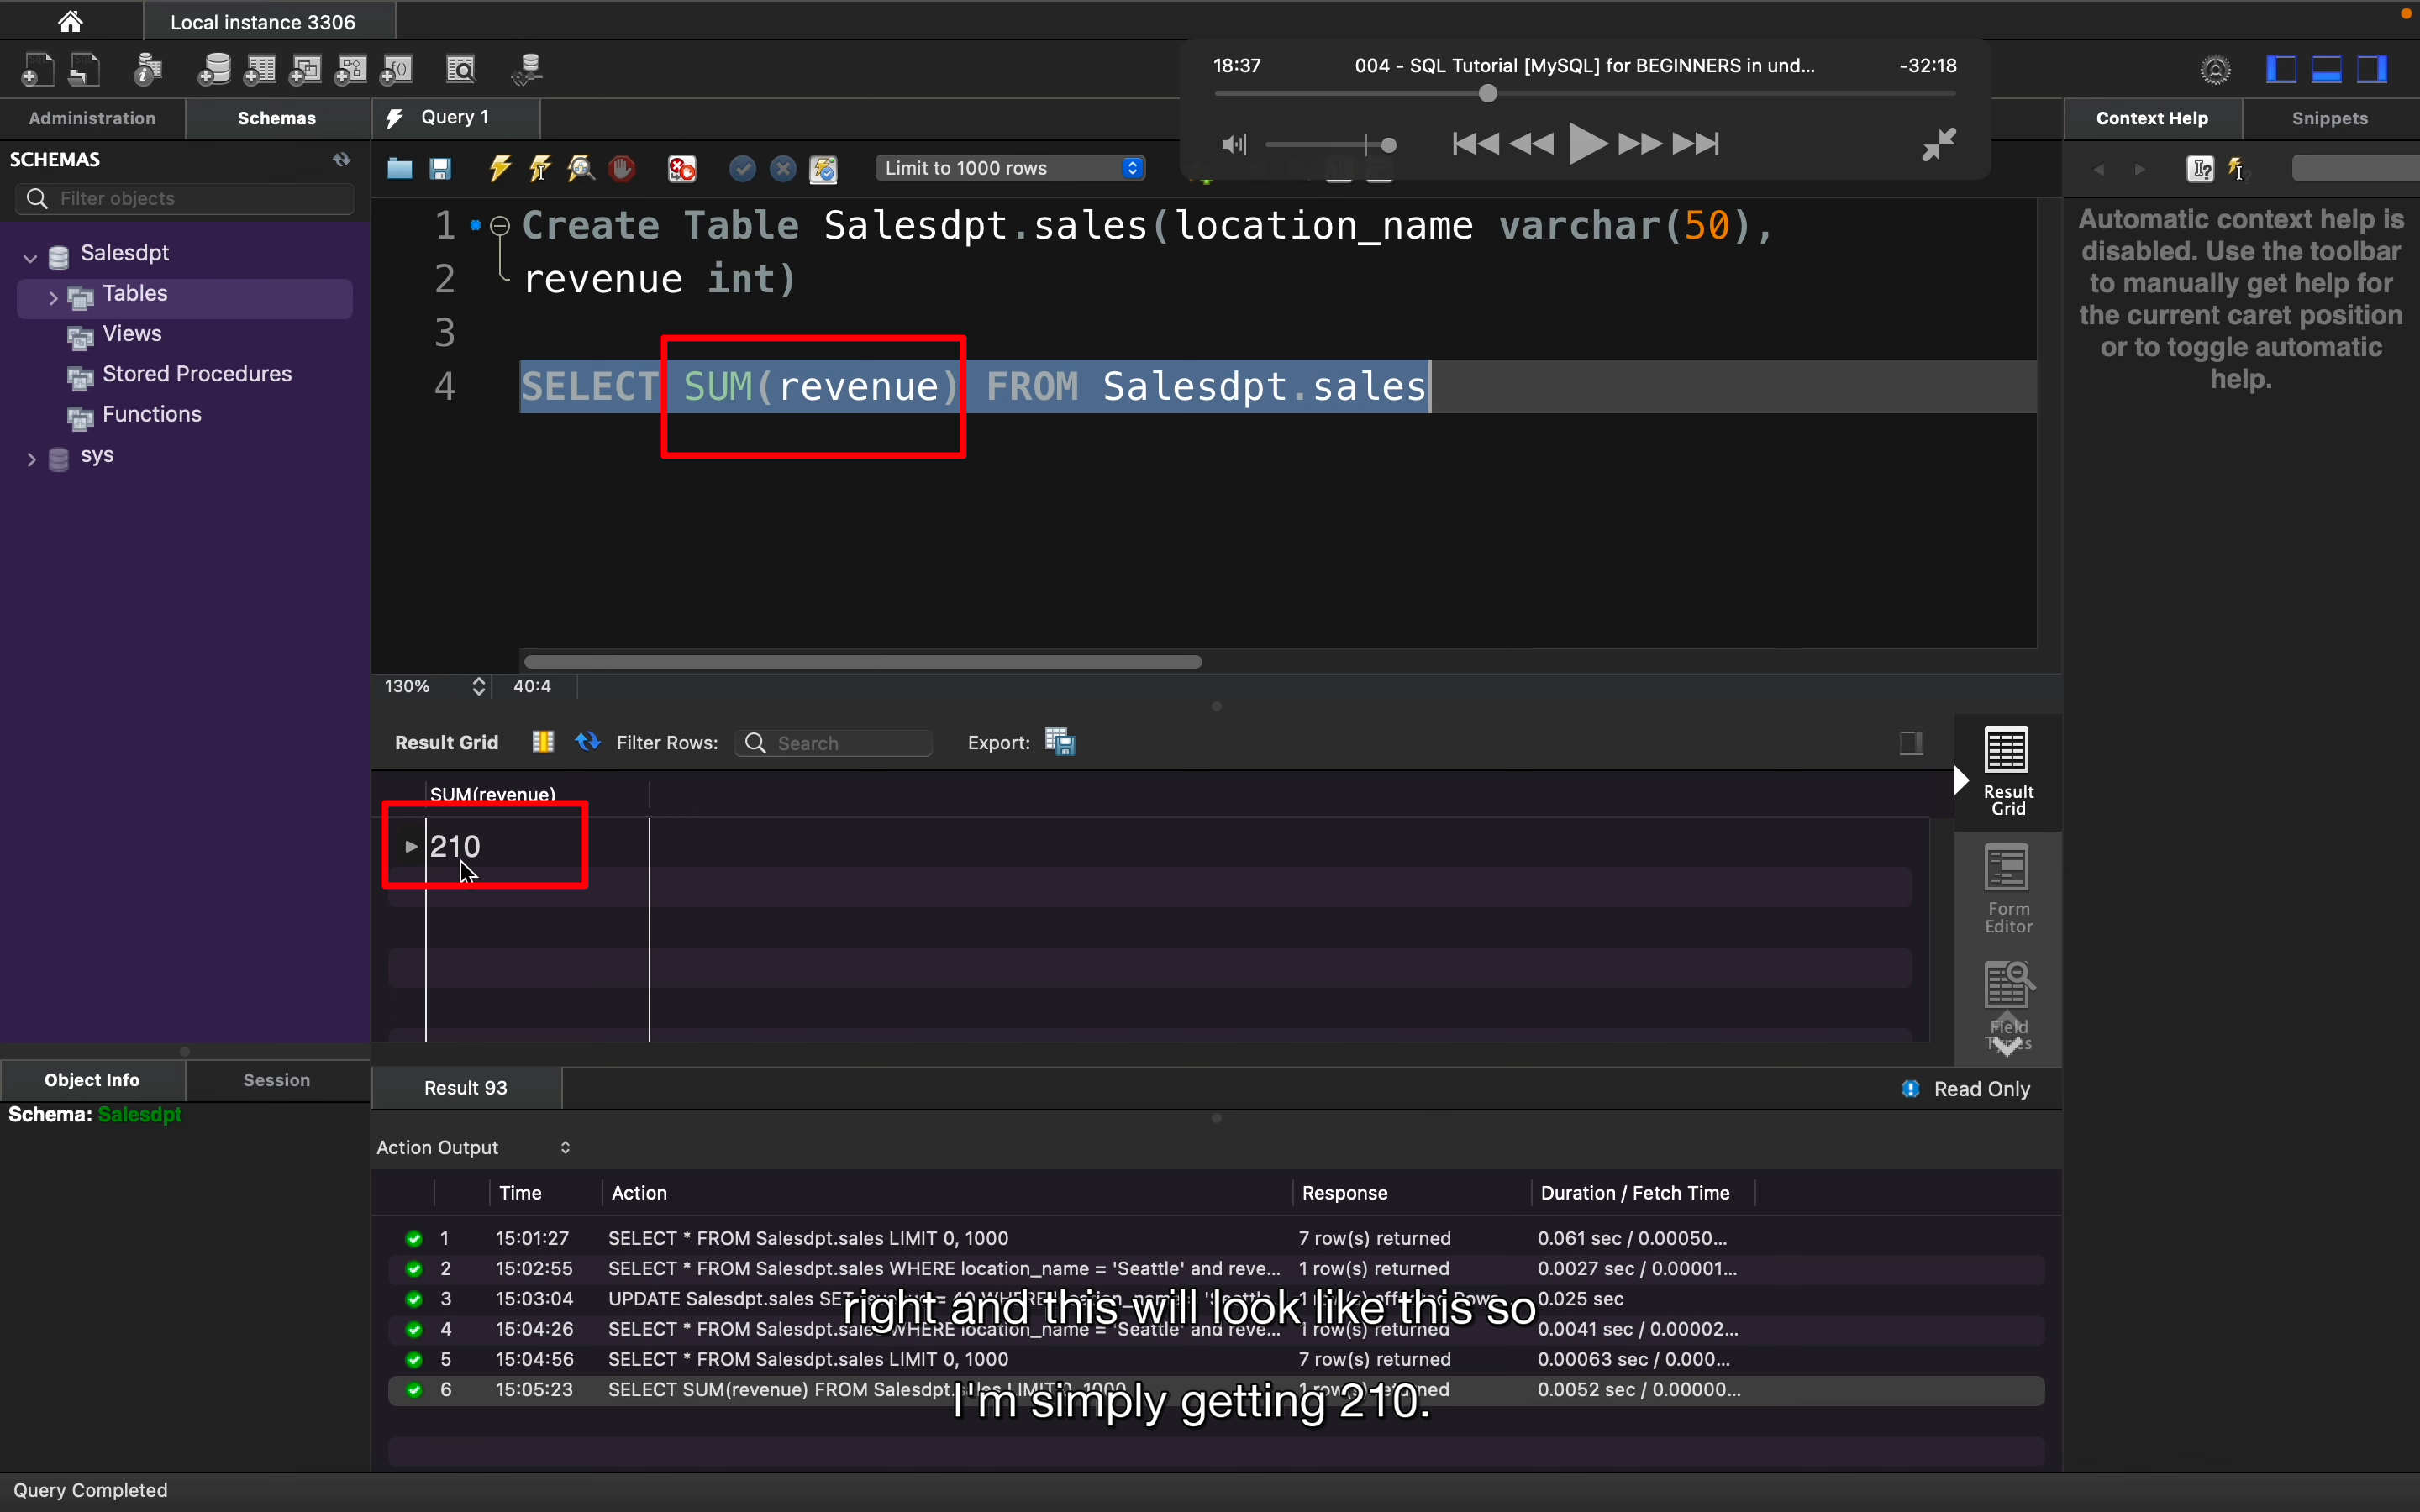 Local instance 3306
18:37
004 - SQL Tutorial [MySQL] for BEGINNERS in und...
-32:18
Administration
Schemas
Query 1
Context Help
Snippets
SCHEMAS
Filter objects
Limit to 1000 rows
Salesdpt
Tables
Views
Stored Procedures
Functions
sys
1 Create Table Salesdpt.sales(location_name varchar(50),
2 revenue int)
3
4 SELECT SUM(revenue) FROM Salesdpt.sales
Automatic context help is
disabled. Use the toolbar
to manually get help for
the current caret position
or to toggle automatic
help.
130%
40:4
Result Grid
Filter Rows:
Search
Export:
SUM(revenue)
210
Result
Grid
Form
Editor
Field
Types
Result 93
Read Only
Object Info
Session
Schema: Salesdpt
Action Output
Time Action Response Duration / Fetch Time
1 15:01:27 SELECT * FROM Salesdpt.sales LIMIT 0, 1000 7 row(s) returned 0.061 sec / 0.00050...
2 15:02:55 SELECT * FROM Salesdpt.sales WHERE location_name = 'Seattle' and reve... 1 row(s) returned 0.0027 sec / 0.00001...
3 15:03:04 UPDATE Salesdpt.sales 0.025 sec
4 15:04:26 SELECT * FROM Salesdpt.sales WHERE location_name = 'Seattle' and reve... 1 row(s) returned 0.0041 sec / 0.00002...
5 15:04:56 SELECT * FROM Salesdpt.sales LIMIT 0, 1000 7 row(s) returned 0.00063 sec / 0.000...
6 15:05:23 SELECT SUM(revenue) FROM Salesdpt.sales LIMIT 0, 1000 1 row(s) returned 0.0052 sec / 0.00000...
right and this will look like this so
I'm simply getting 210.
Query Completed